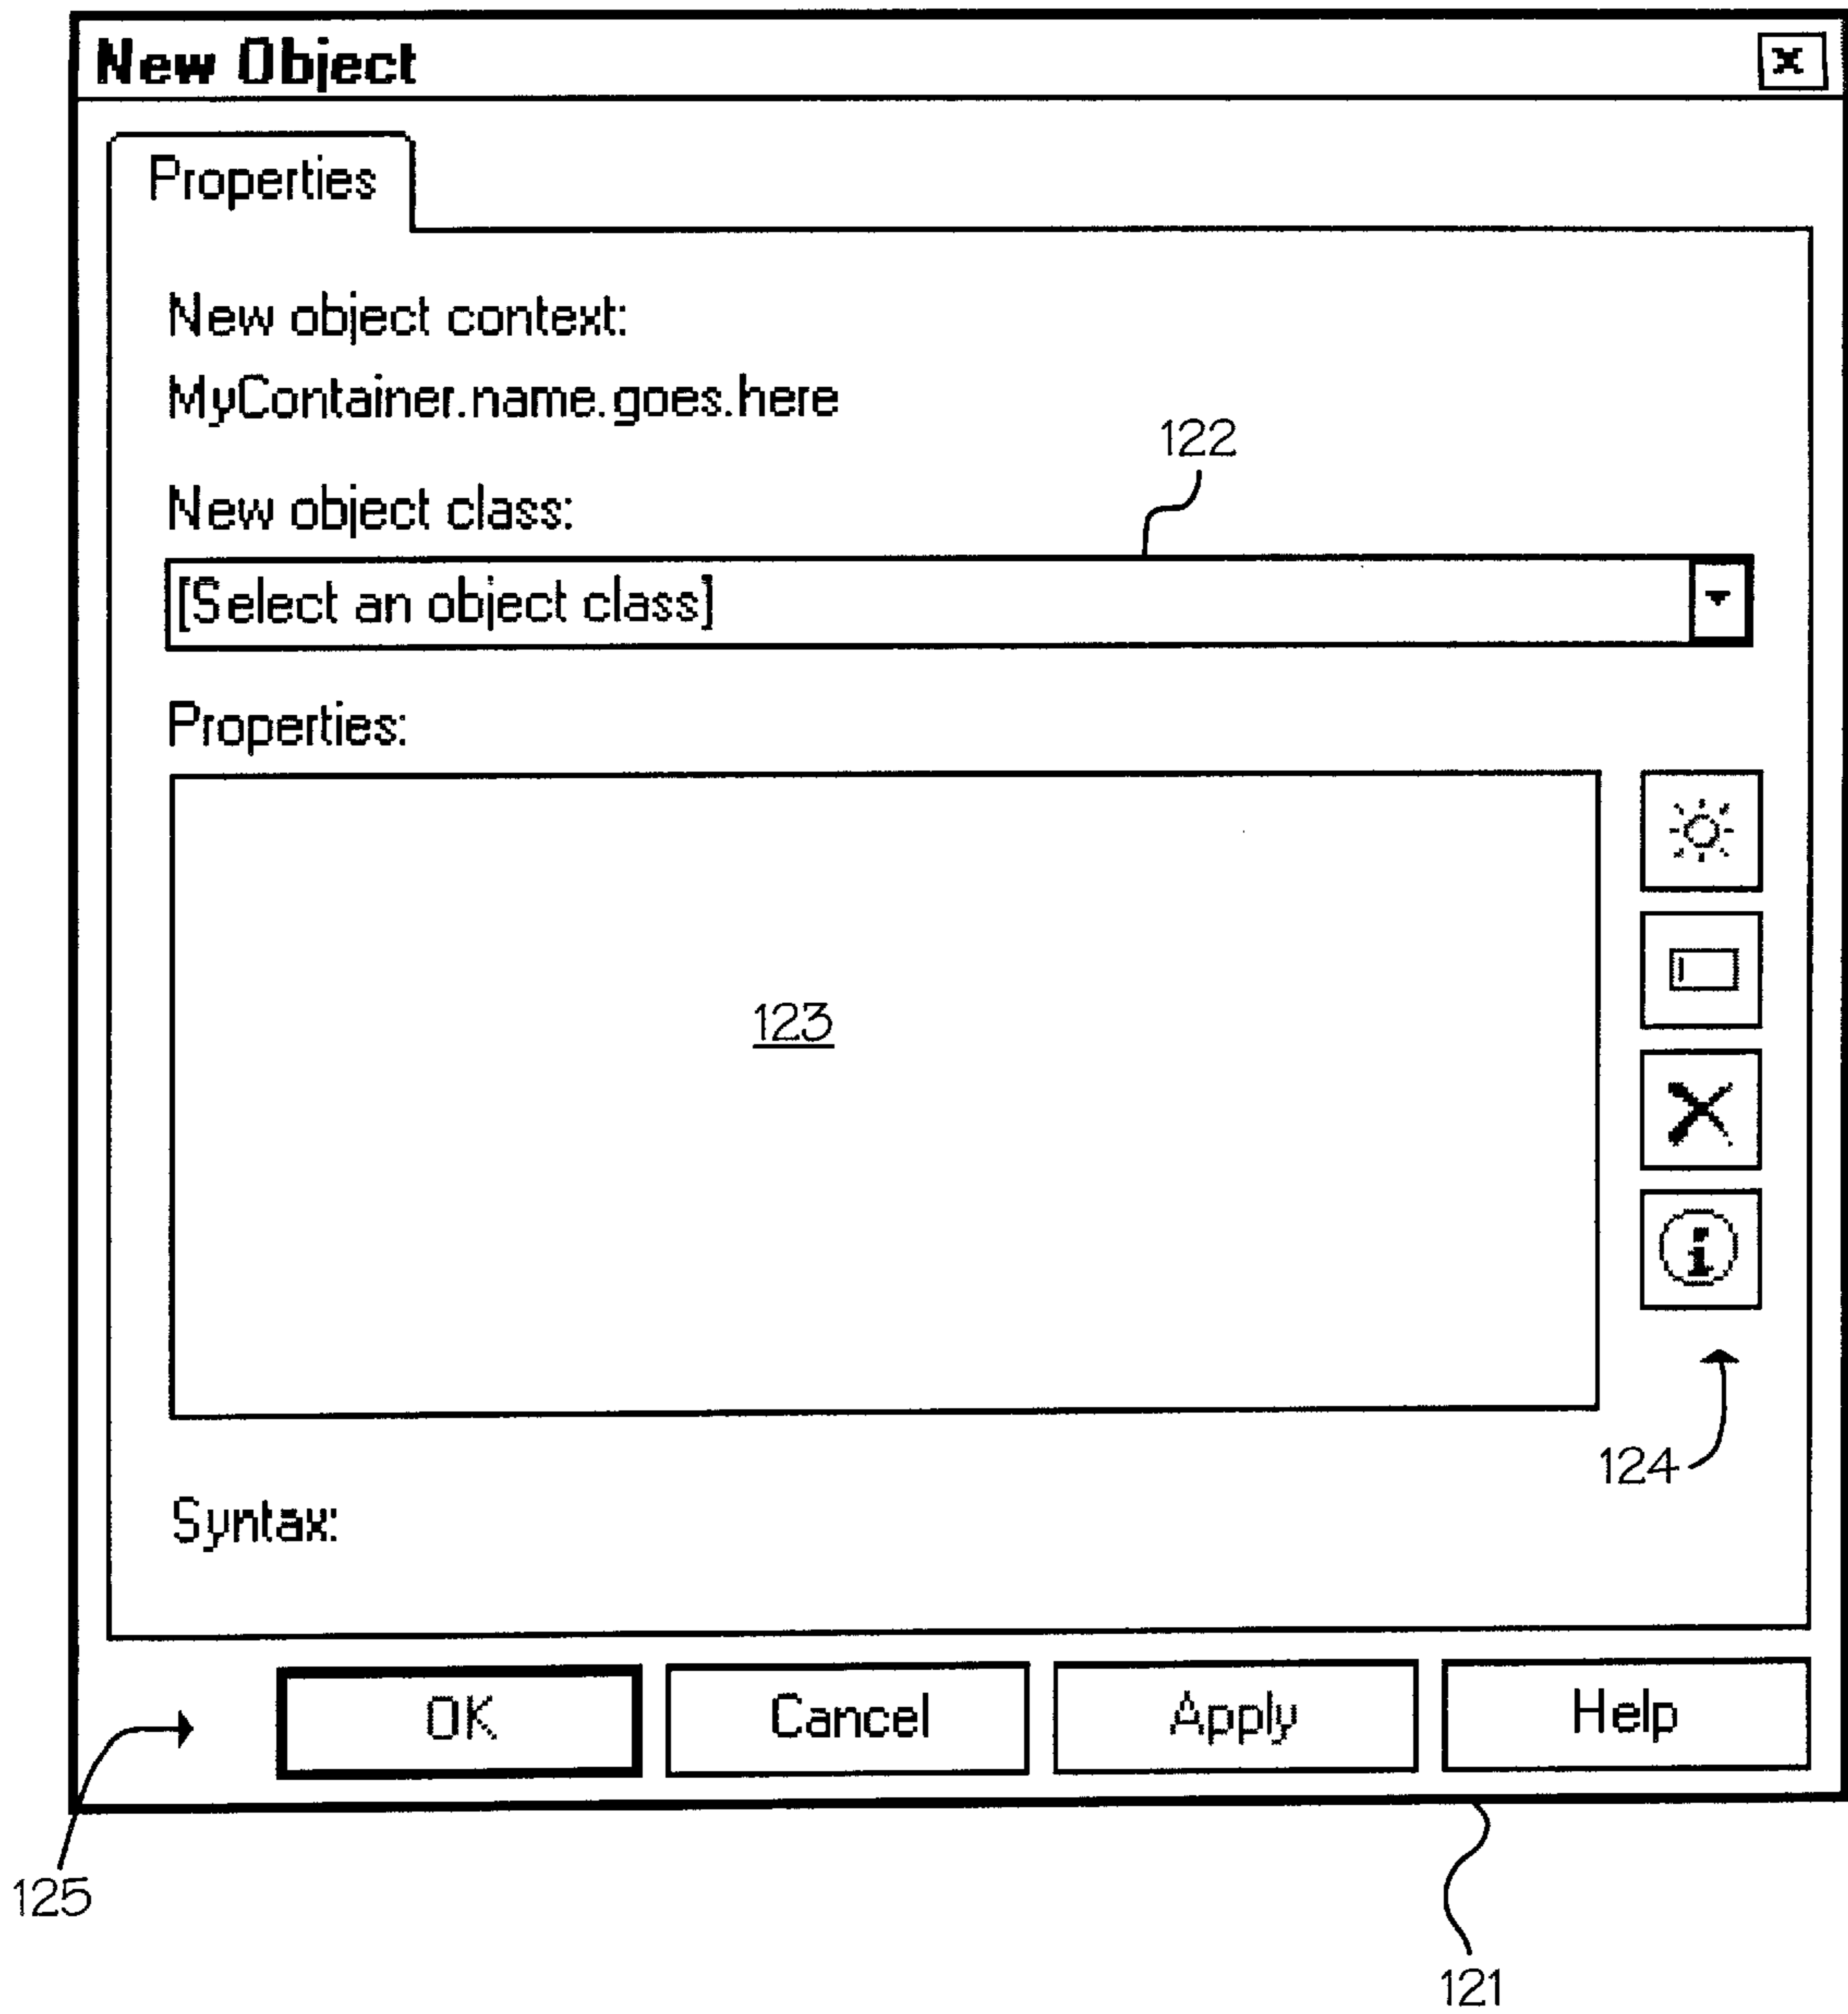 New Object
Properties
New object context:
MyContainer.name.goes.here
122
New object class:
[Select an object class]
Properties:
123
124
Syntax:
OK Cancel Apply Help
125
121